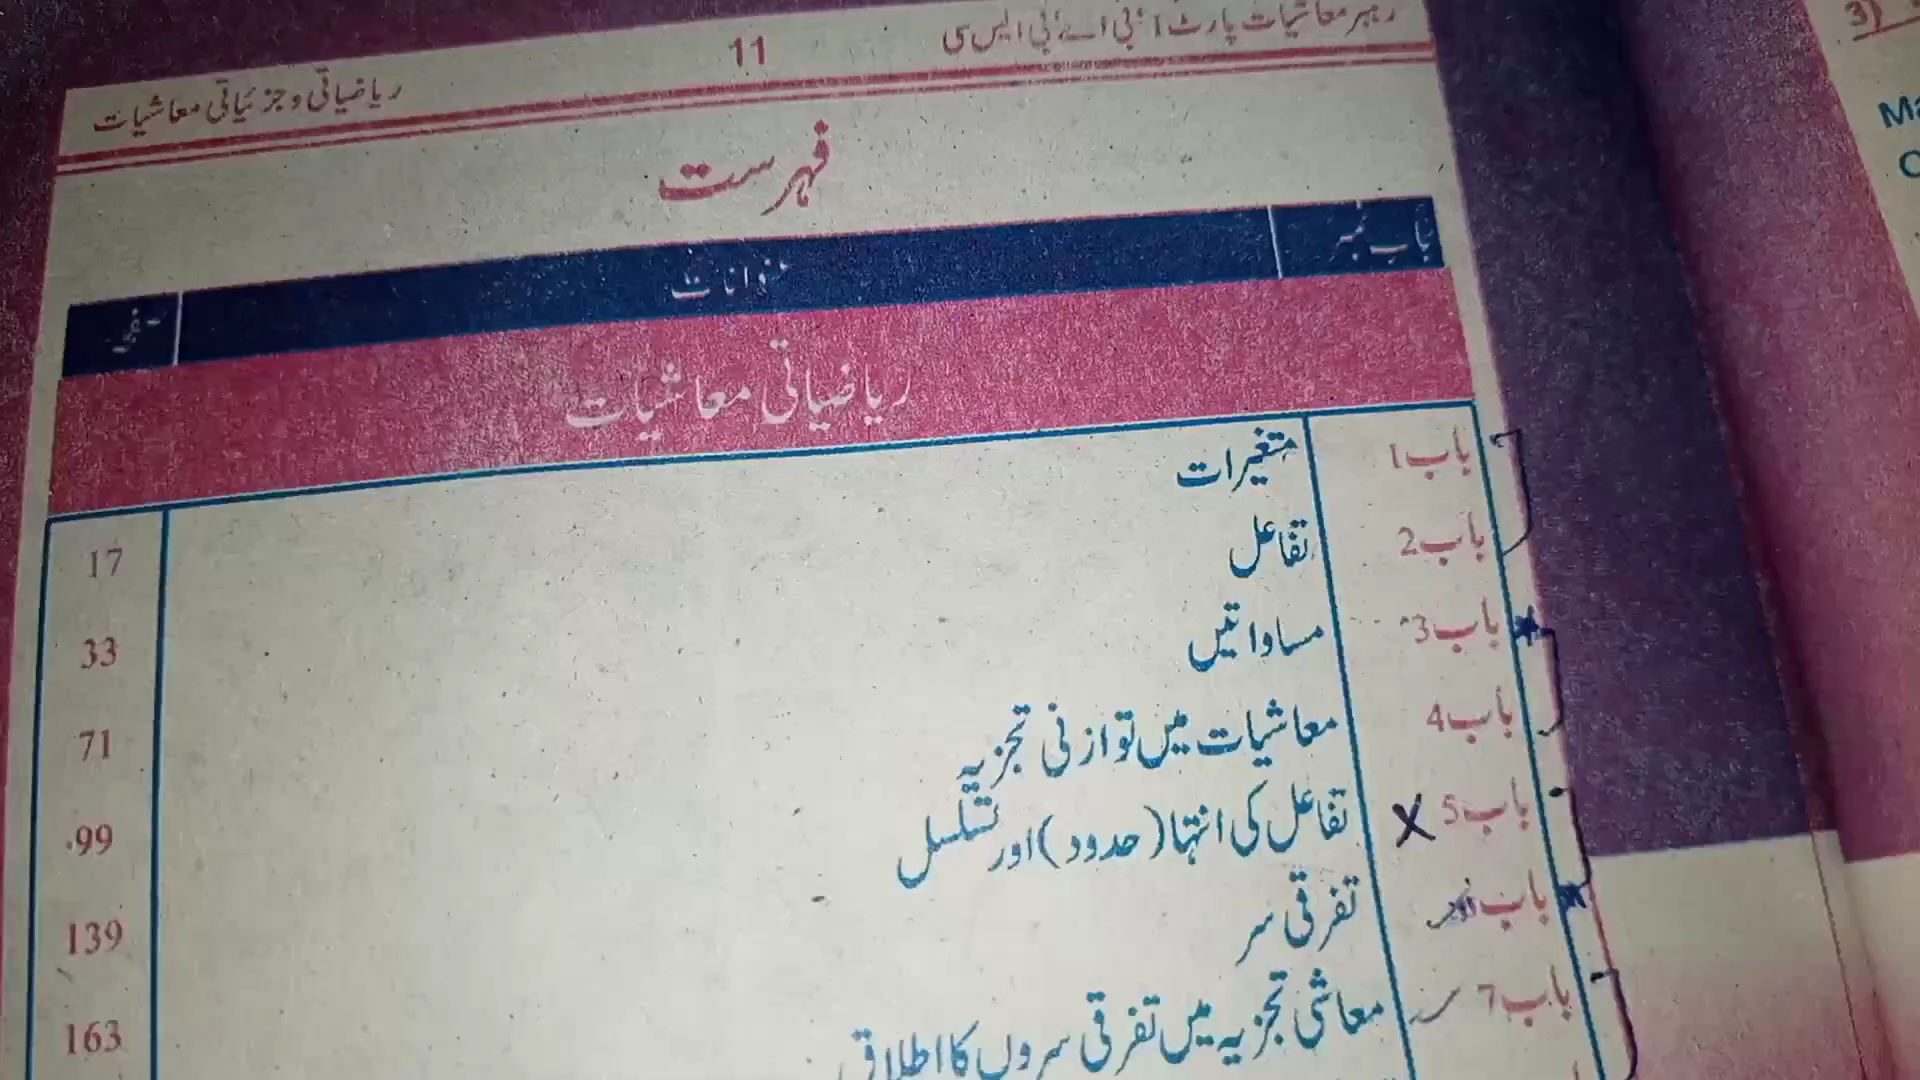 رہبر معاشیات پارٹ I، بی اے، بی ایس سی 11 ریاضیاتی و جزئیاتی معاشیات
فہرست
باب نمبر عنوانات
ریاضیاتی معاشیات
باب 1 متغیرات 17
باب 2 تفاعل 33
باب 3 مساواتیں 71
باب 4 معاشیات میں توازنی تجزیہ 99
باب 5 X تفاعل کی انتہا (حدود) اور تسلسل 139
باب تفرقی سر 163
باب 7 معاشی تجزیہ میں تفرقی سروں کا اطلاق
3)